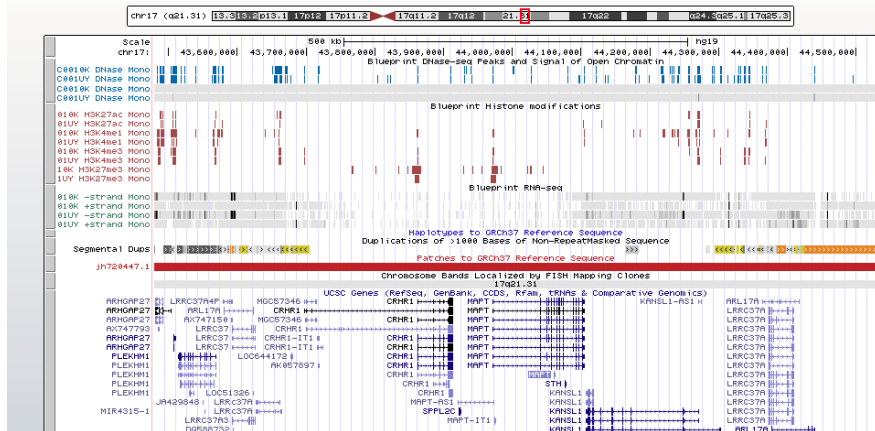 chr17 (q21.31) 13.3 13.2 p13.1 17p12 17p11.2 17q11.2 17q12 21.31 17q22 q24.3 q25.1 17q25.3
Scale 500 kb hg19
chr17: 43,600,000 43,700,000 43,800,000 43,900,000 44,000,000 44,100,000 44,200,000 44,300,000 44,400,000 44,500,000
Blueprint DNase-seq Peaks and Signal of Open Chromatin
C0010K DNase Mono
C001UY DNase Mono
C0010K DNase Mono
C001UY DNase Mono
Blueprint Histone modifications
010K H3K27ac Mono
01UY H3K27ac Mono
010K H3K4me1 Mono
01UY H3K4me1 Mono
010K H3K4me3 Mono
01UY H3K4me3 Mono
10K H3K27me3 Mono
1UY H3K27me3 Mono
Blueprint RNA-seq
010K -strand Mono
010K +strand Mono
01UY -strand Mono
01UY +strand Mono
Haplotypes to GRCh37 Reference Sequence
Duplications of >1000 Bases of Non-RepeatMasked Sequence
Segmental Dups
Patches to GRCh37 Reference Sequence
jh720447.1
Chromosome Bands Localized by FISH Mapping Clones
17q21.31
UCSC Genes (RefSeq, GenBank, CCDS, Rfam, tRNAs & Comparative Genomics)
ARHGAP27 LRRC37A4P MGC57346 CRHR1 MAPT KANSL1-AS1 ARL17A
ARHGAP27 ARL17A CRHR1 CRHR1 MAPT LRRC37A
AX747150 MGC57346 CRHR1 MAPT LRRC37A
AX747793 LRRC37 CRHR1 MAPT LRRC37A
ARHGAP27 LRRC37 CRHR1-IT1 CRHR1 MAPT LRRC37A
ARHGAP27 LRRC37 CRHR1-IT1 CRHR1 MAPT LRRC37A
PLEKHM1 LOC644172 CRHR1 MAPT LRRC37A
PLEKHM1 AK057897 CRHR1 MAPT LRRC37A
PLEKHM1 CRHR1 LRRC37A
PLEKHM1 CRHR1 STH LRRC37A
PLEKHM1 LOC51326 CRHR1 KANSL1 LRRC37A
JA429848 LRRC37A MAPT-AS1 KANSL1 LRRC37A
MIR4315-1 LRRC37A SPPL2C KANSL1 LRRC37A
LRRC37A3 MAPT-IT1 KANSL1 LRRC37A
DQ588732 KANSL1 ARL17A